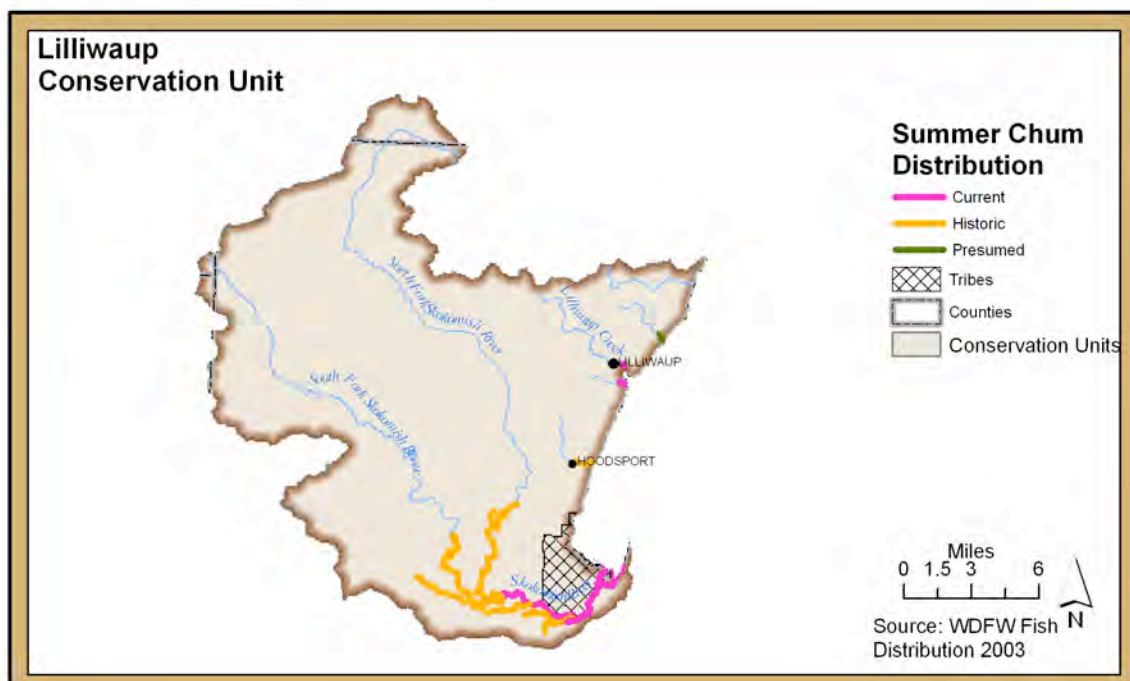 Lilliwaup
Conservation Unit
Summer Chum
Distribution
Current
Historic
Presumed
Tribes
Counties
Conservation Units
North Fork Skokomish River
Lilliwaup Creek
LILLIWAUP
South Fork Skokomish River
HOODSPORT
Miles
0 1.5 3 6
N
Source: WDFW Fish
Distribution 2003